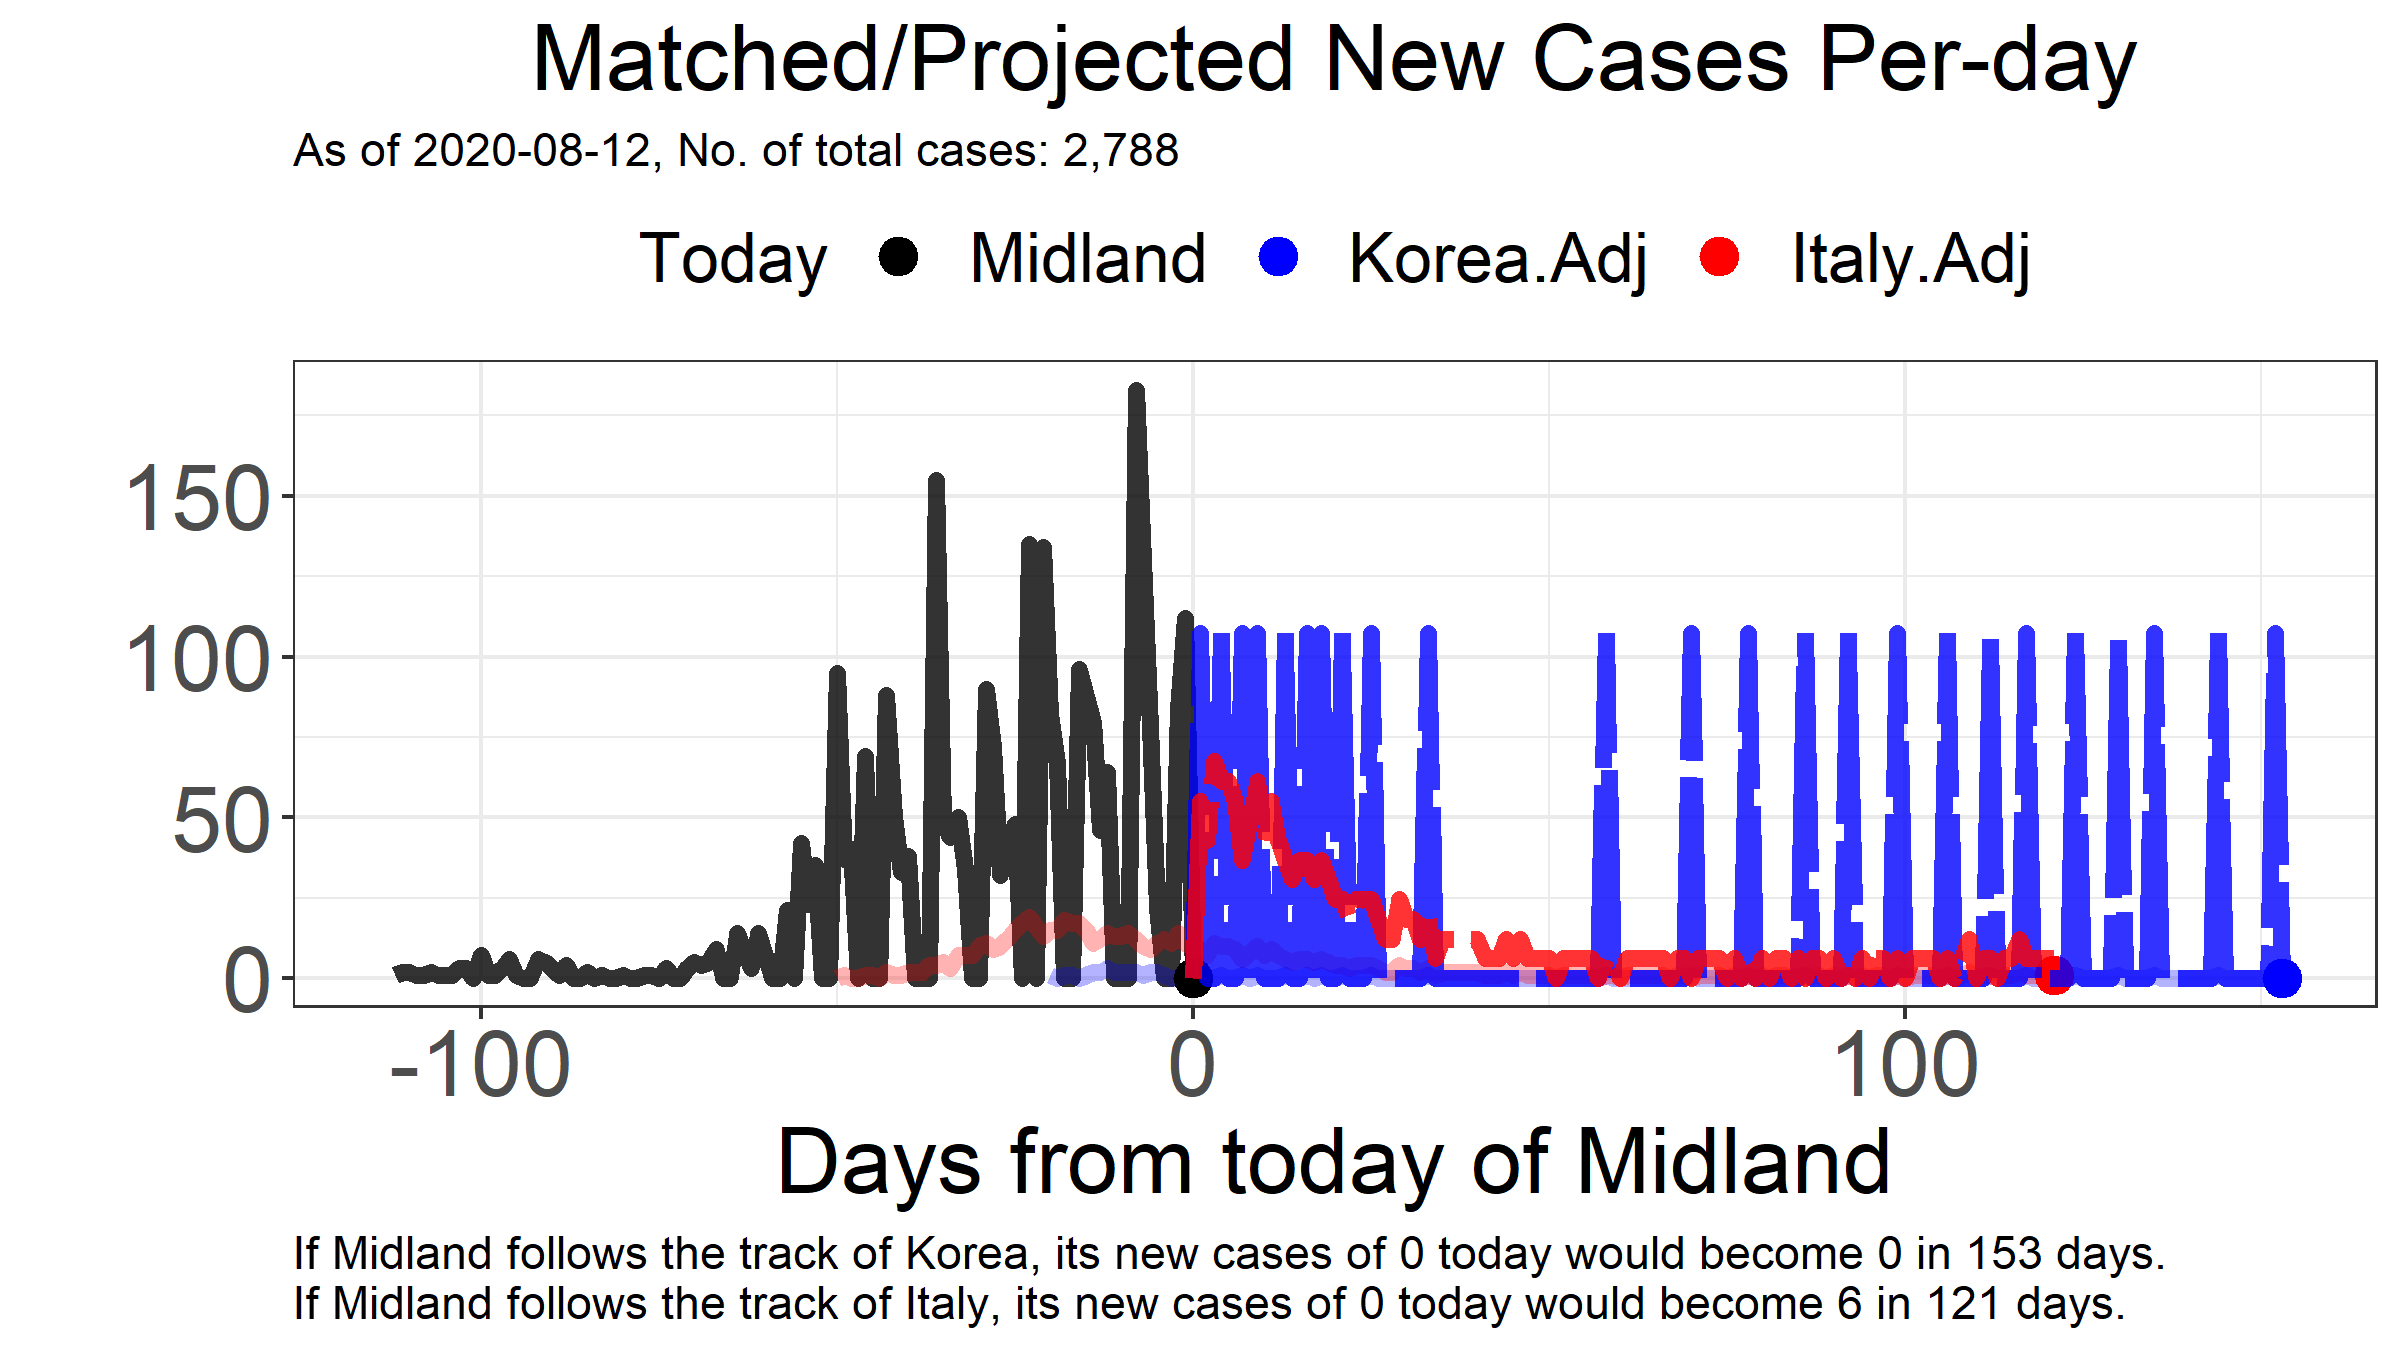 Matched/Projected New Cases Per-day
As of 2020-08-12, No. of total cases: 2,788
Today Midland Korea.Adj Italy.Adj
150
100
50
0
-100 0 100
Days from today of Midland
If Midland follows the track of Korea, its new cases of 0 today would become 0 in 153 days.
If Midland follows the track of Italy, its new cases of 0 today would become 6 in 121 days.